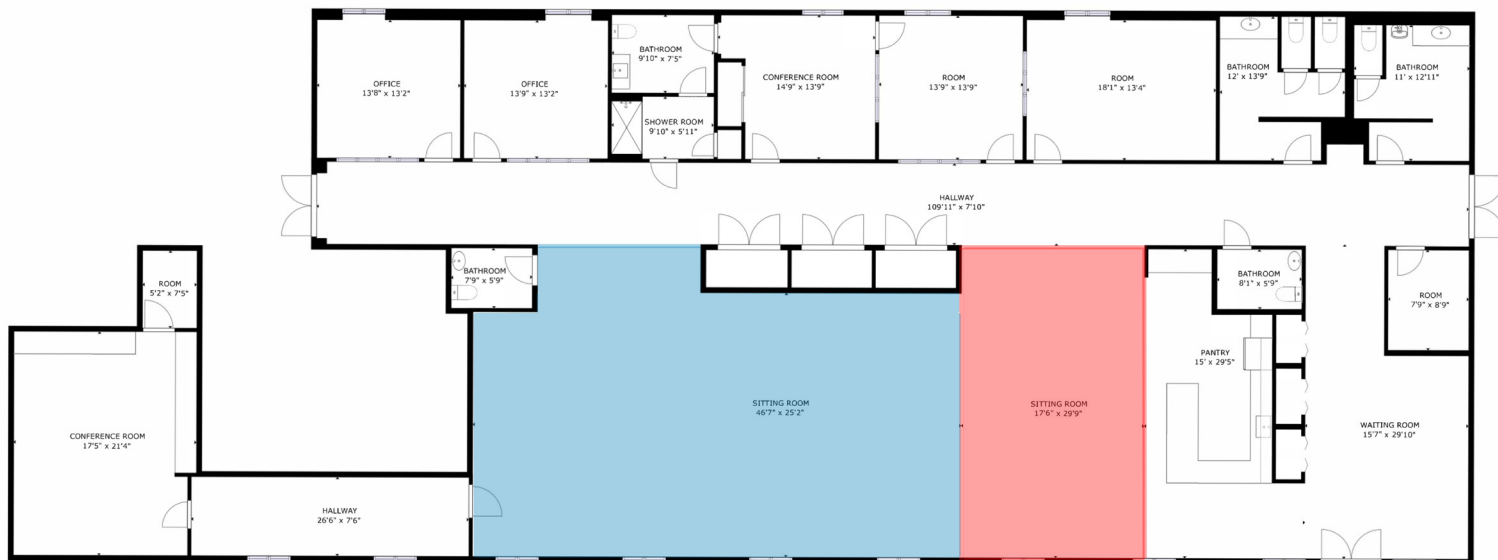 OFFICE
13'8" x 13'2"
OFFICE
13'9" x 13'2"
BATHROOM
9'10" x 7'5"
SHOWER ROOM
9'10" x 5'11"
CONFERENCE ROOM
14'9" x 13'9"
ROOM
13'9" x 13'9"
ROOM
18'1" x 13'4"
BATHROOM
12' x 13'9"
BATHROOM
11' x 12'11"
HALLWAY
109'11" x 7'10"
ROOM
5'2" x 7'5"
BATHROOM
7'9" x 5'9"
BATHROOM
8'1" x 5'9"
ROOM
7'9" x 8'9"
PANTRY
15' x 29'5"
SITTING ROOM
46'7" x 25'2"
SITTING ROOM
17'6" x 29'9"
WAITING ROOM
15'7" x 29'10"
CONFERENCE ROOM
17'5" x 21'4"
HALLWAY
26'6" x 7'6"